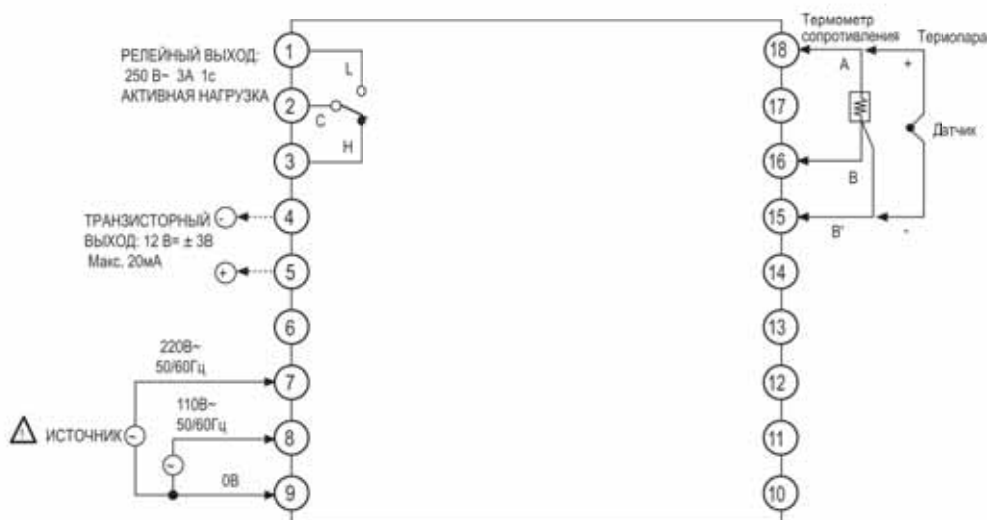 РЕЛЕЙНЫЙ ВЫХОД:
250 В~ 3А 1с
АКТИВНАЯ НАГРУЗКА
1
L
2
C
H
3
ТРАНЗИСТОРНЫЙ
ВЫХОД: 12 В= ± 3В
Макс. 20мА
-
4
+
5
6
220В~
50/60Гц
7
110В~
50/60Гц
8
! ИСТОЧНИК ~
~
0В
9
Термометр
сопротивления
Териопара
18
A
+
17
Датчик
16
B
15
B'
-
14
13
12
11
10